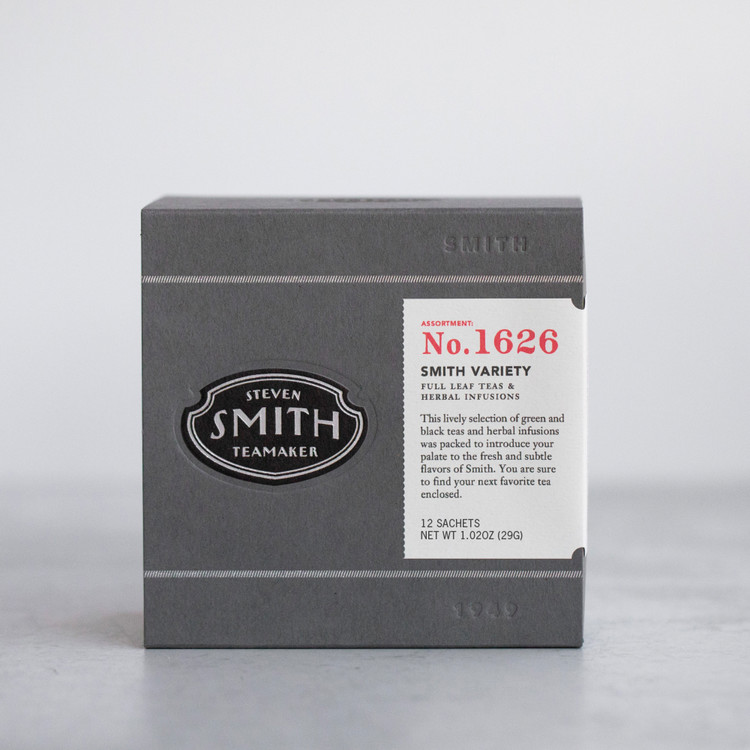 SMITH
ASSORTMENT:
No.1626
SMITH VARIETY
FULL LEAF TEAS &
HERBAL INFUSIONS
STEVEN
SMITH
TEAMAKER
This lively selection of green and
black teas and herbal infusions
was packed to introduce your
palate to the fresh and subtle
flavors of Smith. You are sure
to find your next favorite tea
enclosed.
12 SACHETS
NET WT 1.02OZ (29G)
1949